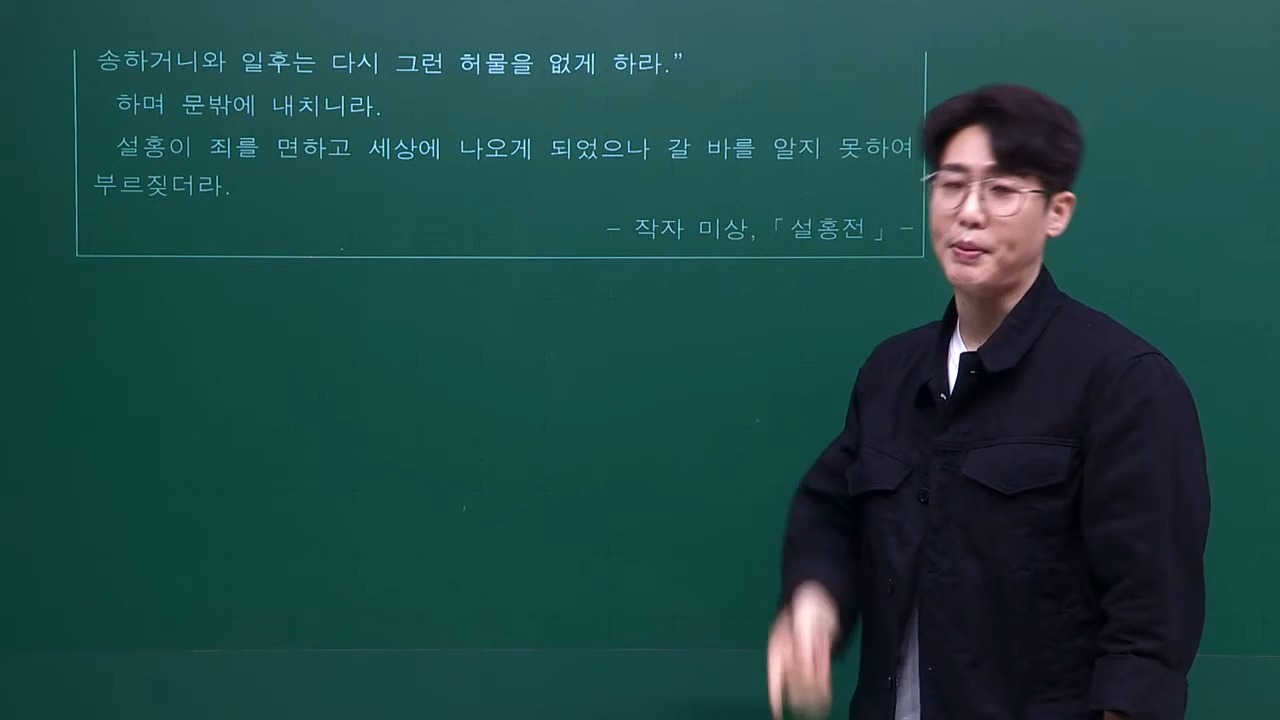 송하거니와 일후는 다시 그런 허물을 없게 하라.”
하며 문밖에 내치니라.
설홍이 죄를 면하고 세상에 나오게 되었으나 갈 바를 알지 못하여
부르짖더라.
– 작자 미상, 「설홍전」 –